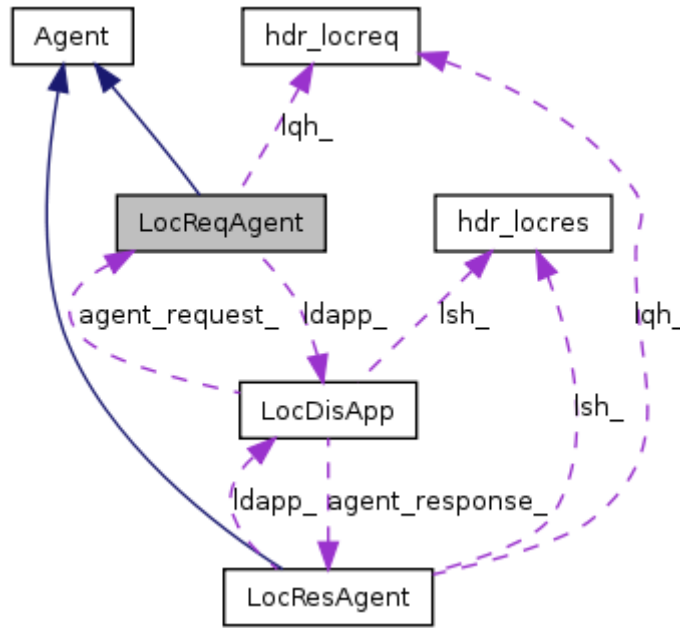 Agent
hdr_locreq
lqh_
LocReqAgent
hdr_locres
agent_request_
ldapp_
lsh_
lqh_
LocDisApp
lsh_
ldapp_
agent_response_
LocResAgent